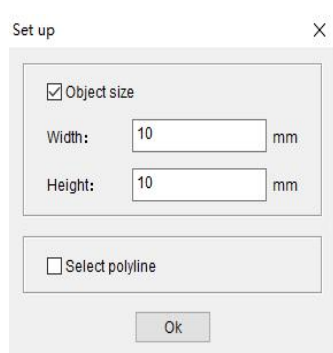 Set up
Object size
Width: 10 mm
Height: 10 mm
Select polyline
Ok